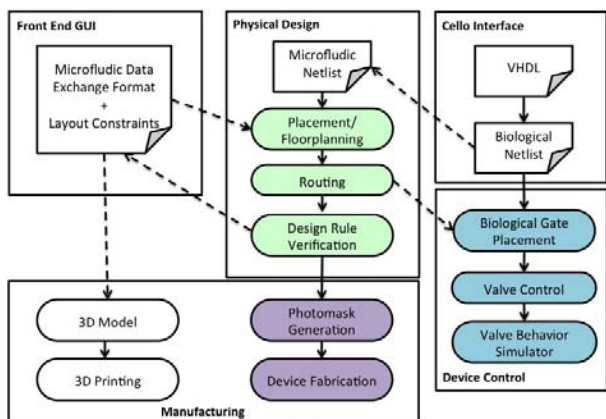 Front End GUI
Microfludic Data
Exchange Format
+
Layout Constraints
Physical Design
Microfludic
Netlist
Placement/
Floorplanning
Routing
Design Rule
Verification
Cello Interface
VHDL
Biological
Netlist
Biological Gate
Placement
Valve Control
Valve Behavior
Simulator
Device Control
3D Model
3D Printing
Photomask
Generation
Device Fabrication
Manufacturing